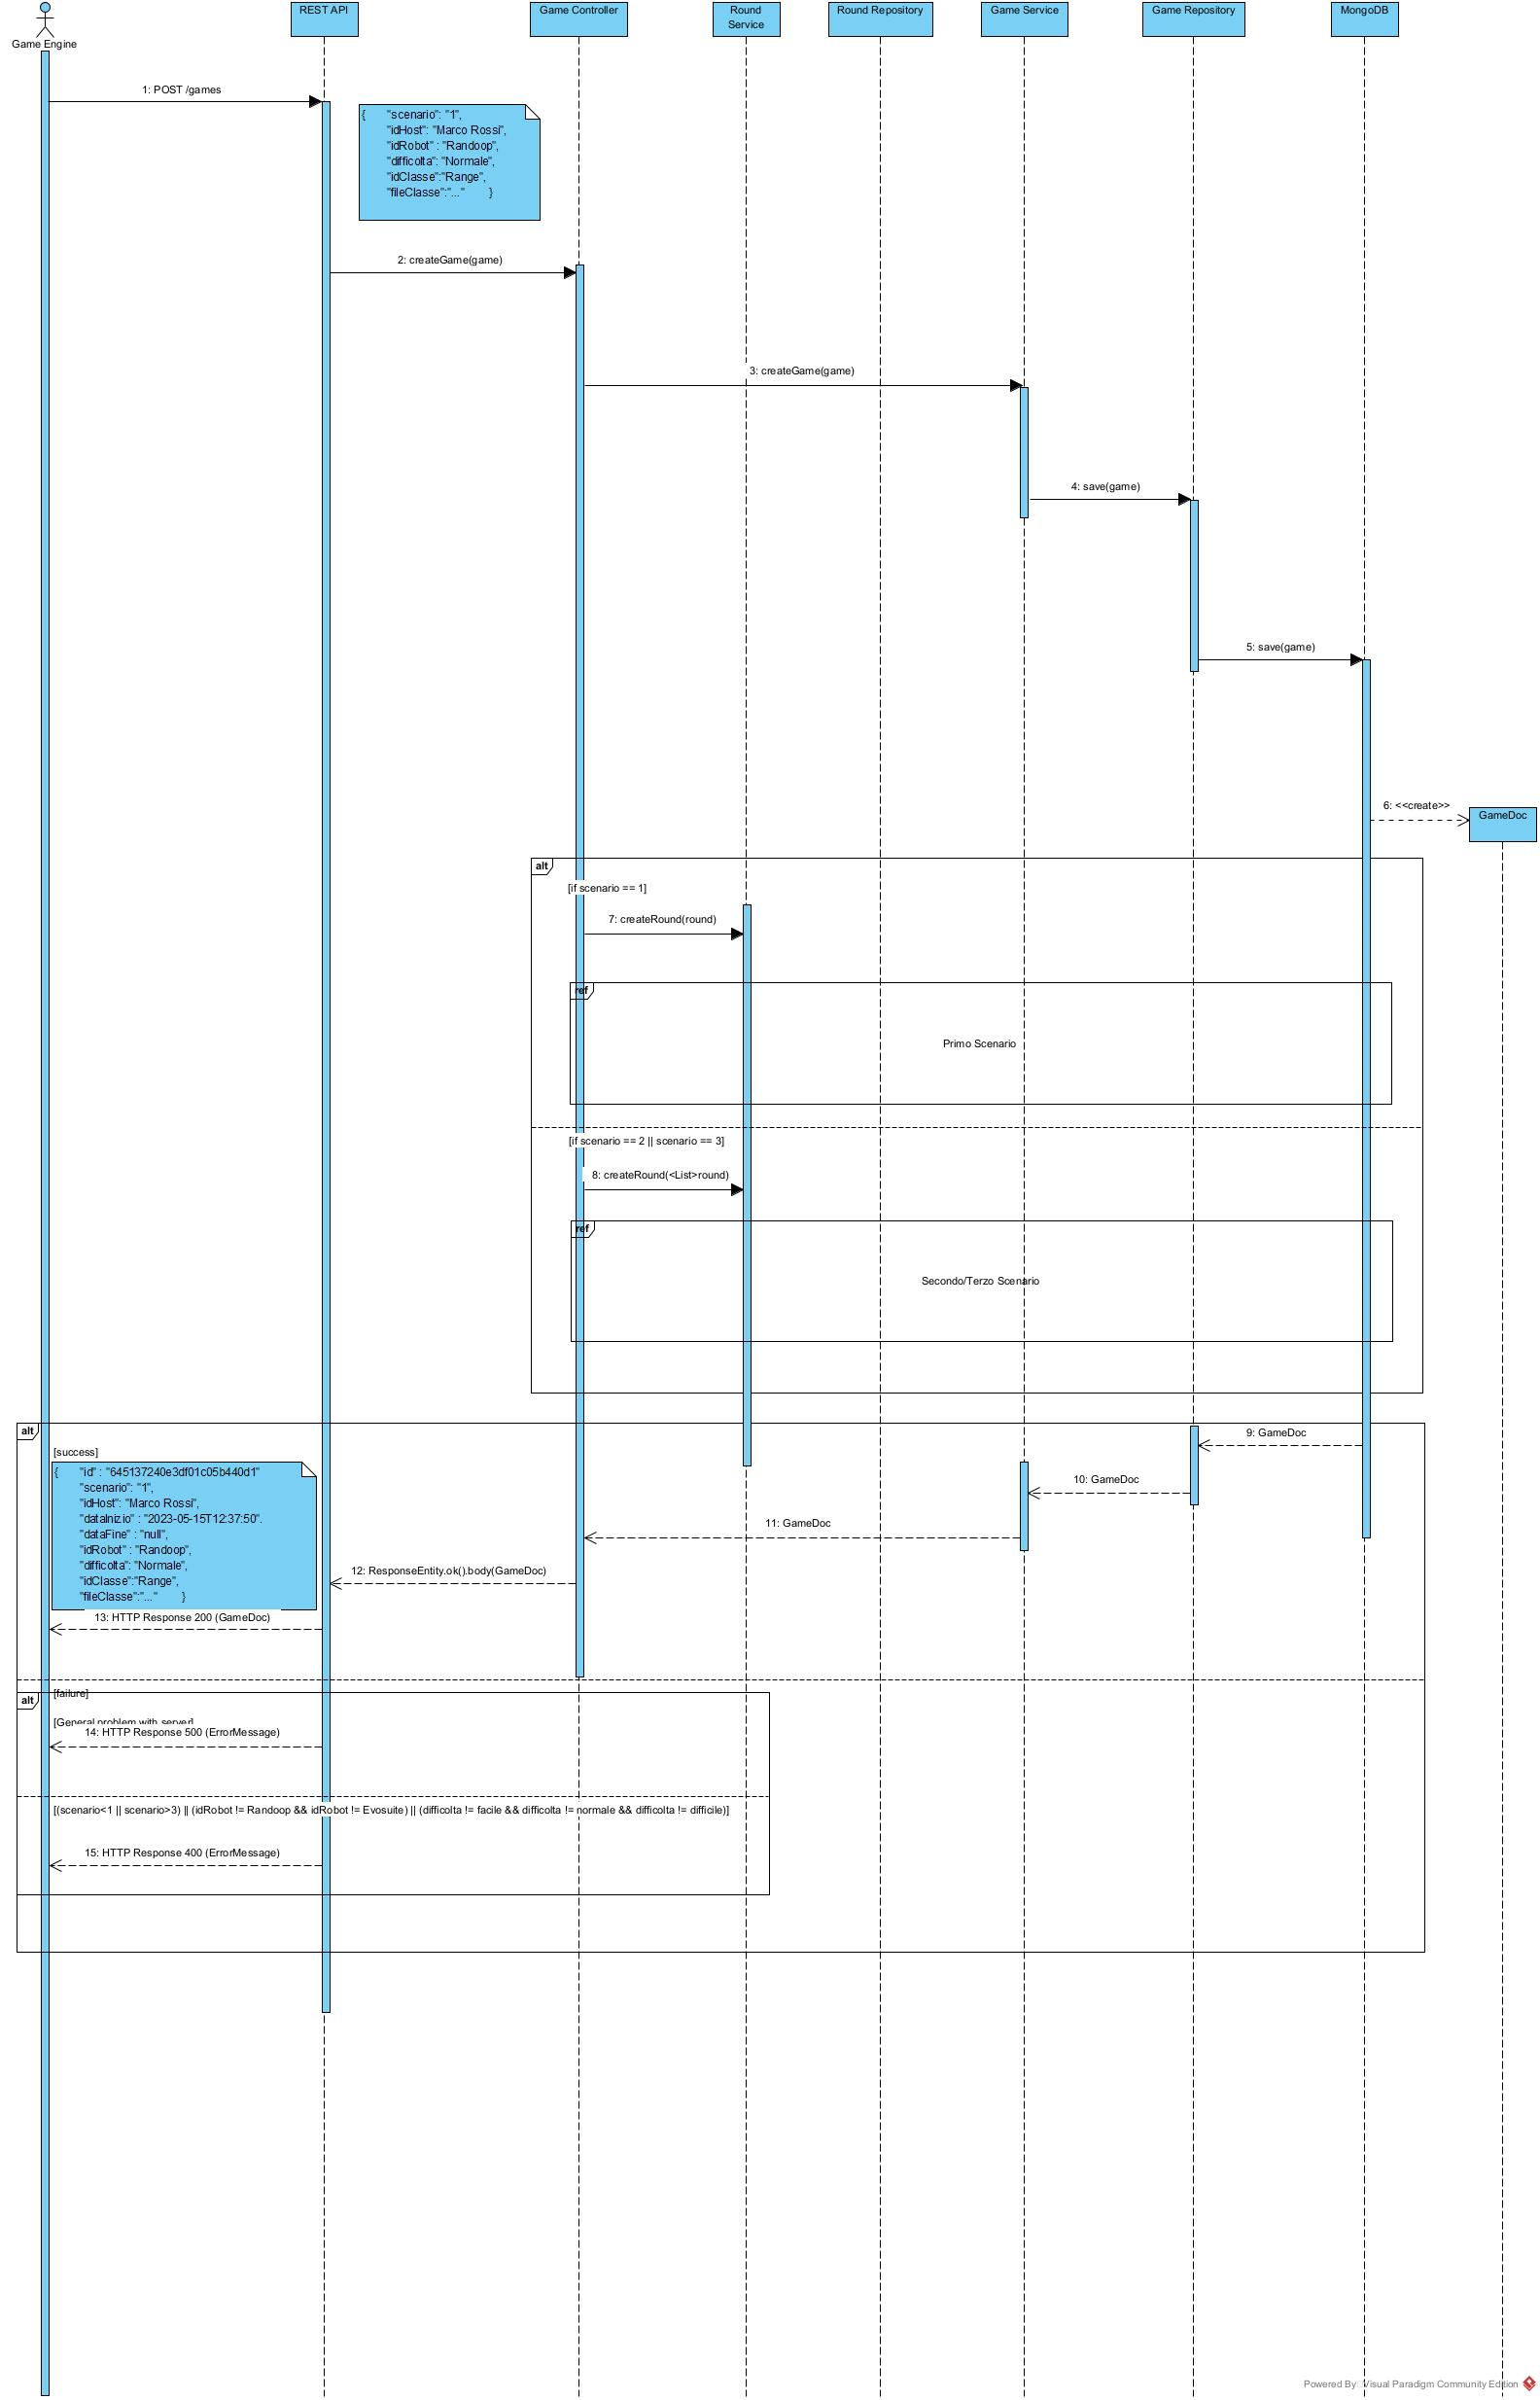 Game Engine
REST API
Game Controller
Round
Service
Round Repository
Game Service
Game Repository
MongoDB
1: POST /games
{ "scenario": "1",
"idHost": "Marco Rossi",
"idRobot" : "Randoop",
"difficolta": "Normale",
"idClasse":"Range",
"fileClasse":"..." }
2: createGame(game)
3: createGame(game)
4: save(game)
5: save(game)
6: <<create>>
GameDoc
alt
[if scenario == 1]
7: createRound(round)
ref
Primo Scenario
[if scenario == 2 || scenario == 3]
8: createRound(<List>round)
ref
Secondo/Terzo Scenario
alt
9: GameDoc
[success]
{ "id" : "645137240e3df01c05b440d1"
"scenario": "1",
"idHost": "Marco Rossi",
"dataInizio" : "2023-05-15T12:37:50".
"dataFine" : "null",
"idRobot" : "Randoop",
"difficolta": "Normale",
"idClasse":"Range",
"fileClasse":"..." }
10: GameDoc
11: GameDoc
12: ResponseEntity.ok().body(GameDoc)
13: HTTP Response 200 (GameDoc)
alt
[failure]
[General problem with server]
14: HTTP Response 500 (ErrorMessage)
[(scenario<1 || scenario>3) || (idRobot != Randoop && idRobot != Evosuite) || (difficolta != facile && difficolta != normale && difficolta != difficile)]
15: HTTP Response 400 (ErrorMessage)
Powered By: Visual Paradigm Community Edition